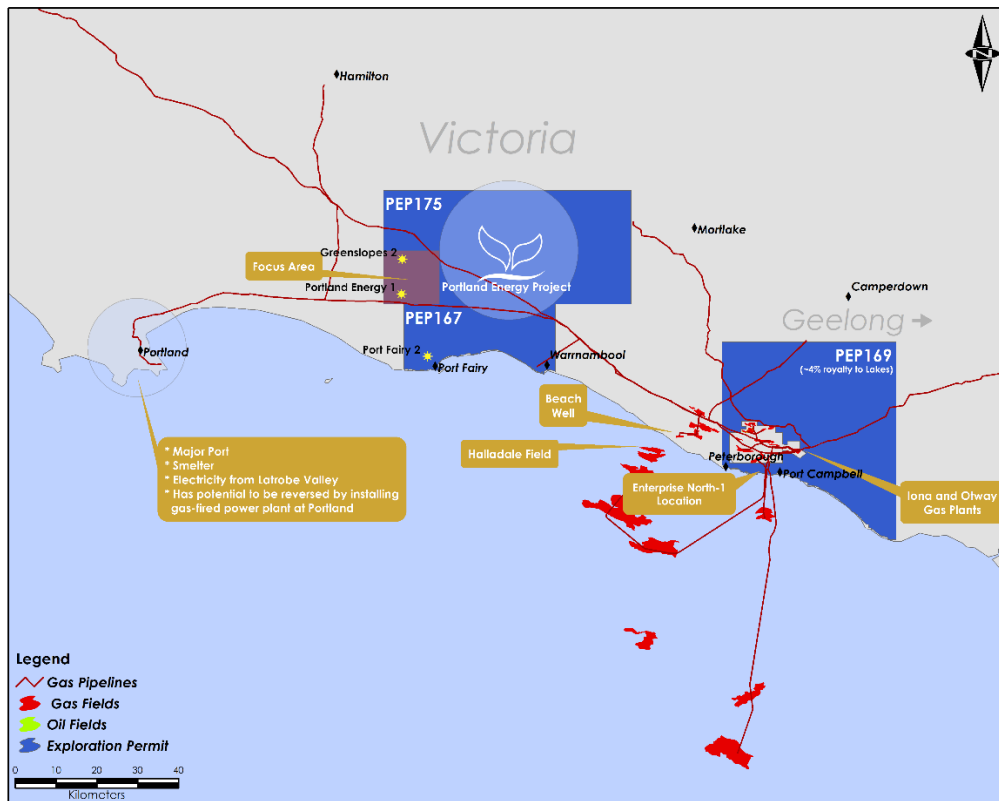 N
Hamilton
Victoria
PEP175
Greenslopes 2
Mortlake
Focus Area
Portland Energy 1
Portland Energy Project
Camperdown
PEP167
Geelong
Portland
Port Fairy 2
Port Fairy
Warrnambool
PEP169
(~4% royalty to Lakes)
Beach
Well
* Major Port
* Smelter
* Electricity from Latrobe Valley
* Has potential to be reversed by installing
gas-fired power plant at Portland
Halladale Field
Peterborough
Port Campbell
Enterprise North-1
Location
Iona and Otway
Gas Plants
Legend
Gas Pipelines
Gas Fields
Oil Fields
Exploration Permit
0 10 20 30 40
Kilometers